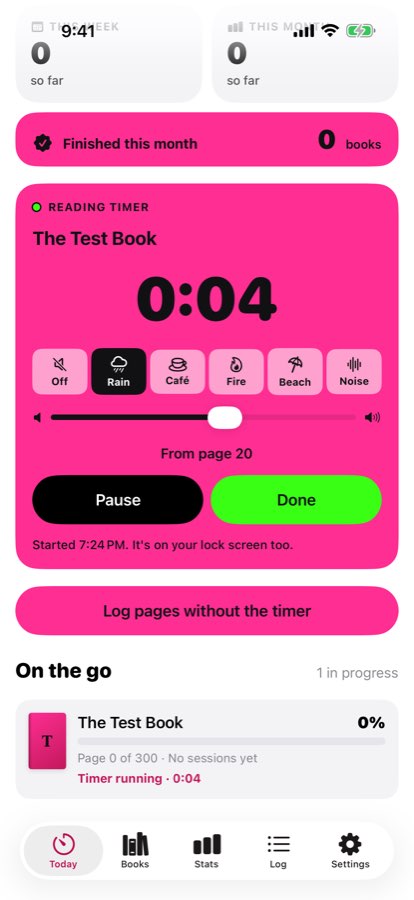 9:41
THIS WEEK
THIS MONTH
0
0
so far
so far
Finished this month
0 books
READING TIMER
The Test Book
0:04
Off
Rain
Café
Fire
Beach
Noise
From page 20
Pause
Done
Started 7:24 PM. It's on your lock screen too.
Log pages without the timer
On the go
1 in progress
T
The Test Book
0%
Page 0 of 300 · No sessions yet
Timer running · 0:04
Today
Books
Stats
Log
Settings